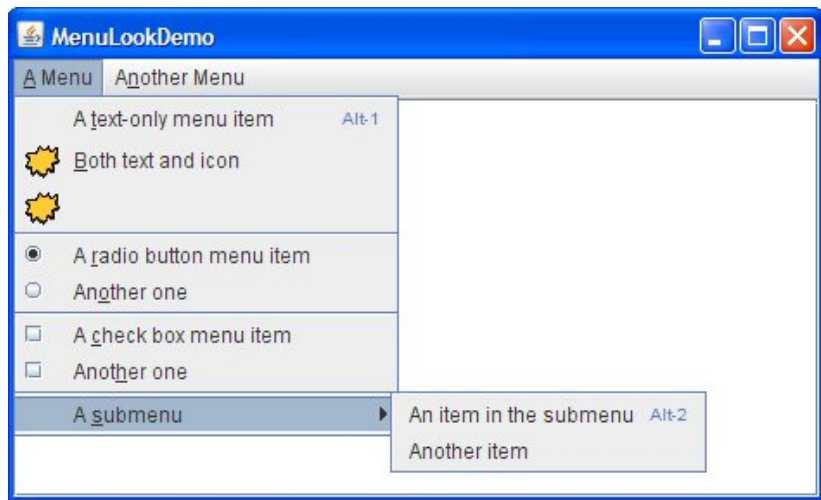 MenuLookDemo
A Menu Another Menu
A text-only menu item Alt-1
Both text and icon
A radio button menu item
Another one
A check box menu item
Another one
A submenu
An item in the submenu Alt-2
Another item